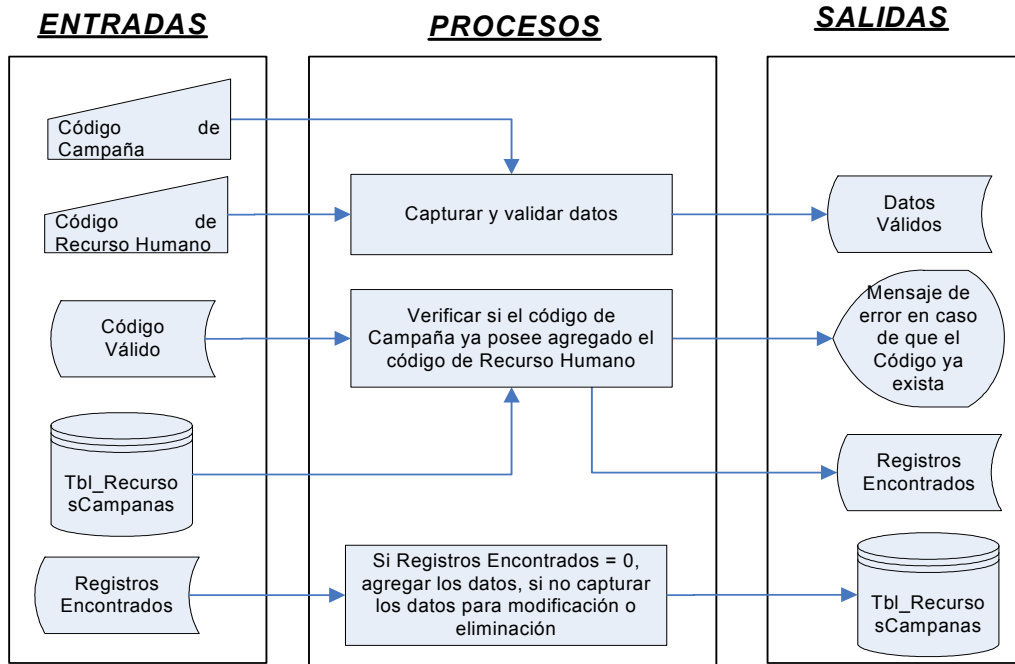 ENTRADAS
PROCESOS
SALIDAS
Código de
Campaña
Código de
Recurso Humano
Capturar y validar datos
Datos
Válidos
Código
Válido
Verificar si el código de
Campaña ya posee agregado el
código de Recurso Humano
Mensaje de
error en caso
de que el
Código ya
exista
Tbl_Recurso
sCampanas
Registros
Encontrados
Registros
Encontrados
Si Registros Encontrados = 0,
agregar los datos, si no capturar
los datos para modificación o
eliminación
Tbl_Recurso
sCampanas